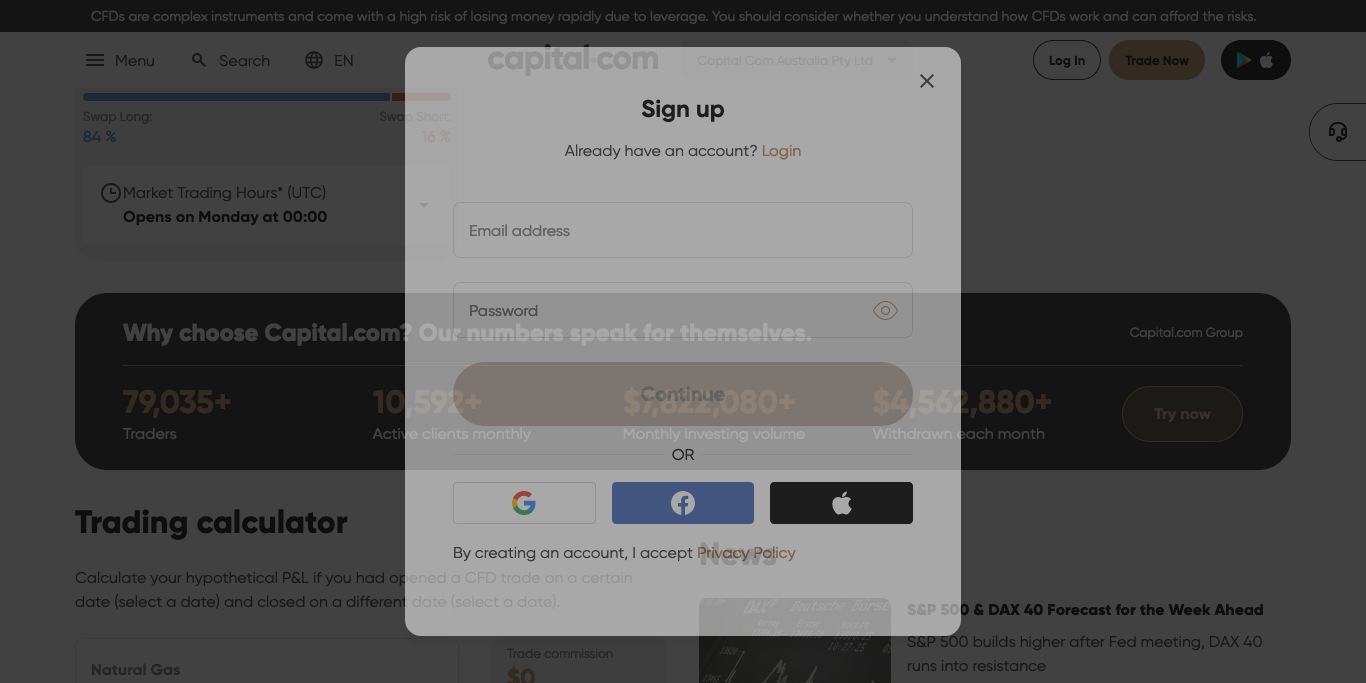 CFDs are complex instruments and come with a high risk of losing money rapidly due to leverage. You should consider whether you understand how CFDs work and can afford the risks.
Menu
Search
EN
capital.com
Capital Com Australia Pty Ltd
Log In
Trade Now
Swap Long:
Swap Short:
84 %
16 %
Market Trading Hours* (UTC)
Opens on Monday at 00:00
Sign up
Already have an account? Login
Email address
Password
Continue
OR
By creating an account, I accept Privacy Policy
Why choose Capital.com? Our numbers speak for themselves.
Capital.com Group
79,035+
Traders
10,592+
Active clients monthly
Monthly investing volume
$4,562,880+
Withdrawn each month
Try now
Trading calculator
Calculate your hypothetical P&L if you had opened a CFD trade on a certain
date (select a date) and closed on a different date (select a date).
Natural Gas
Trade commission
$0
News
DAX
Deutsche Börse
S&P 500 & DAX 40 Forecast for the Week Ahead
S&P 500 builds higher after Fed meeting, DAX 40
runs into resistance